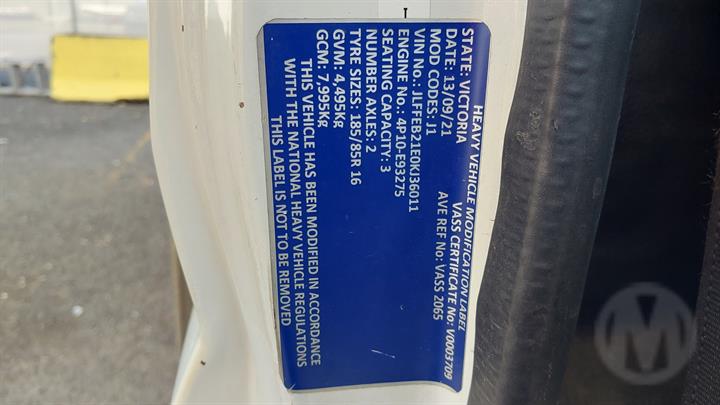 HEAVY VEHICLE MODIFICATION LABEL
STATE: VICTORIA VASS CERTIFICATE No: V0003709
DATE: 13/09/21 AVE REF No: VASS 2065
MOD CODES: J1
VIN No.: JLFFEB21E0KJ36011
ENGINE No.: 4P10-E93275
SEATING CAPACITY: 3
NUMBER AXLES: 2
TYRE SIZES: 185/85R 16
GVM: 4,495Kg
GCM: 7,995Kg
THIS VEHICLE HAS BEEN MODIFIED IN ACCORDANCE
WITH THE NATIONAL HEAVY VEHICLE REGULATIONS
THIS LABEL IS NOT TO BE REMOVED
M